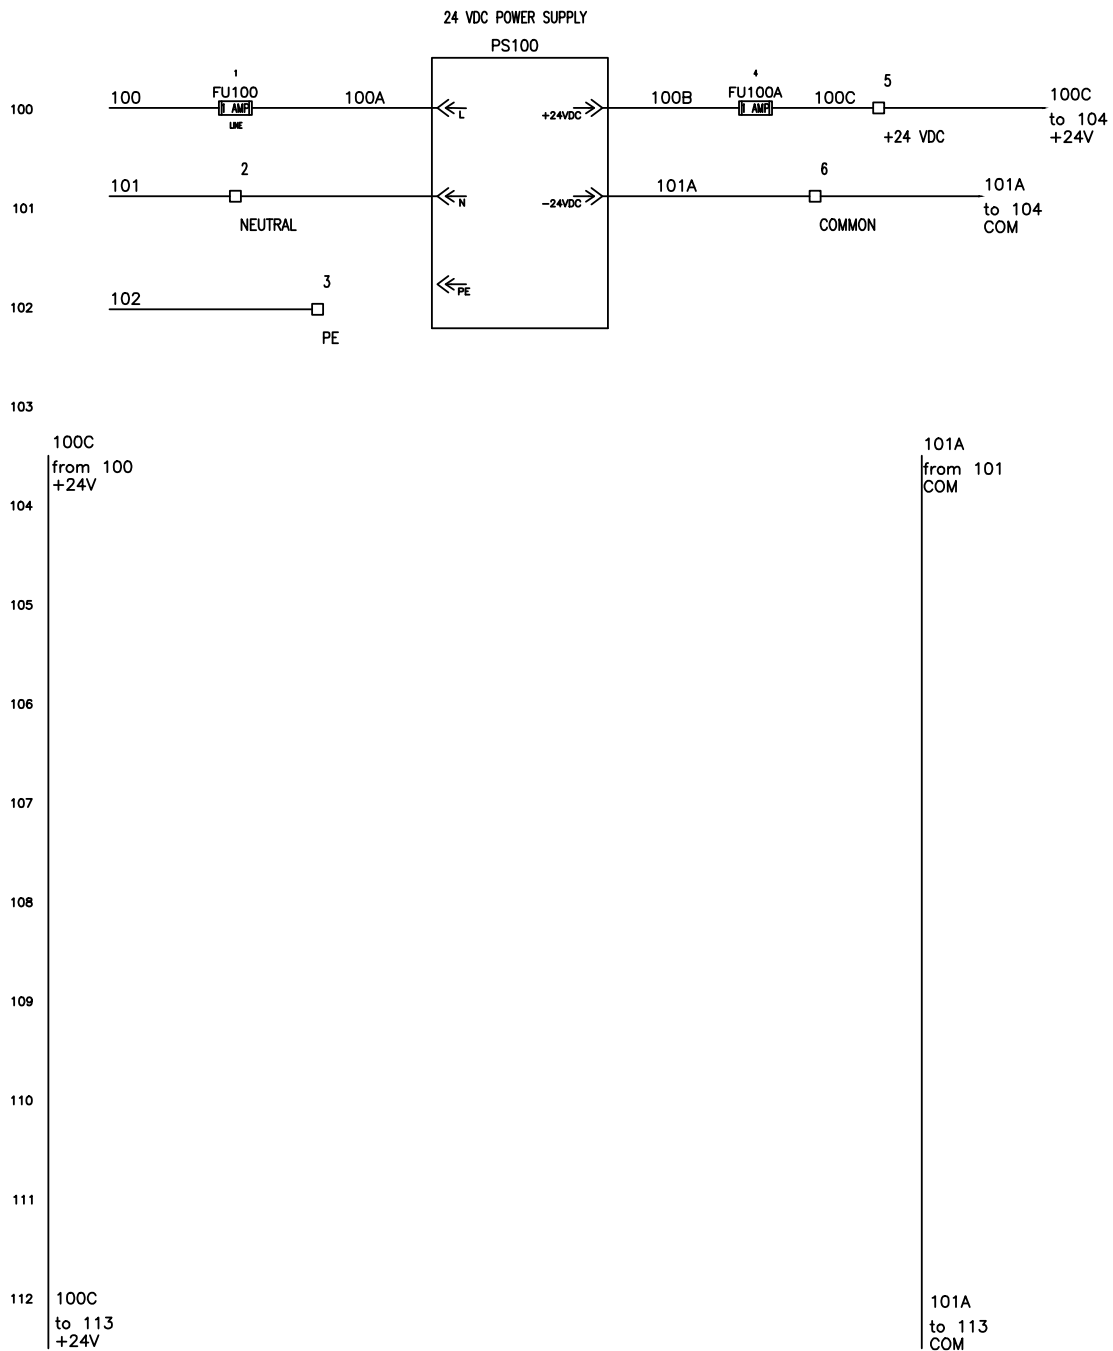 24 VDC POWER SUPPLY
PS100
100
100
1
FU100
1 AMP
LINE
100A
L
+24VDC
100B
4
FU100A
1 AMP
100C
5
+24 VDC
100C
to 104
+24V
101
101
2
NEUTRAL
N
-24VDC
101A
6
COMMON
101A
to 104
COM
102
102
3
PE
PE
103
100C
from 100
+24V
101A
from 101
COM
104
105
106
107
108
109
110
111
112
100C
to 113
+24V
101A
to 113
COM